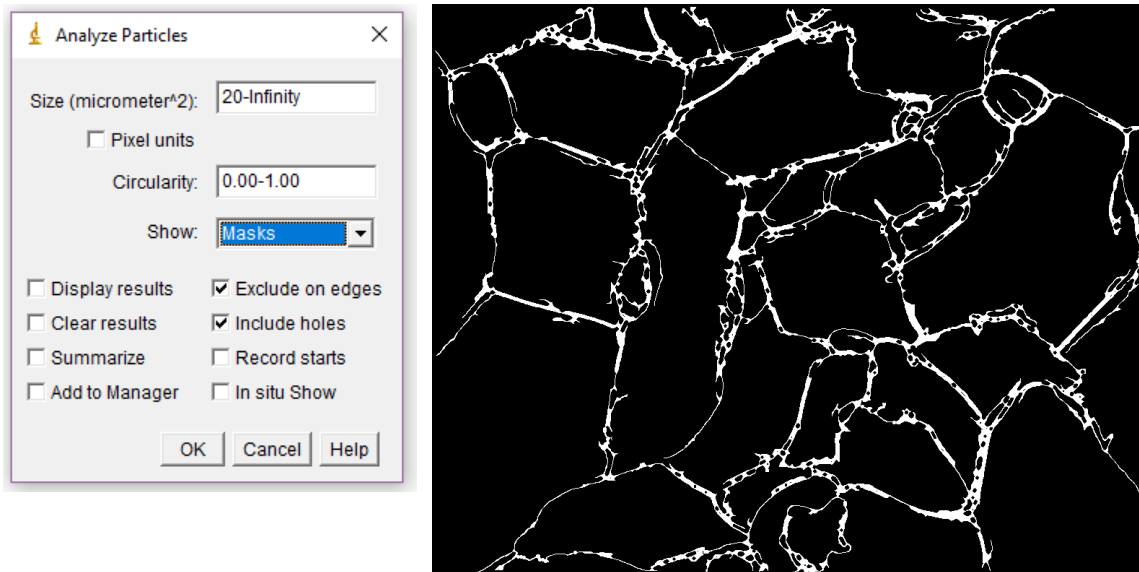 Analyze Particles
Size (micrometer^2): 20-Infinity
Pixel units
Circularity: 0.00-1.00
Show: Masks
Display results Exclude on edges
Clear results Include holes
Summarize Record starts
Add to Manager In situ Show
OK Cancel Help